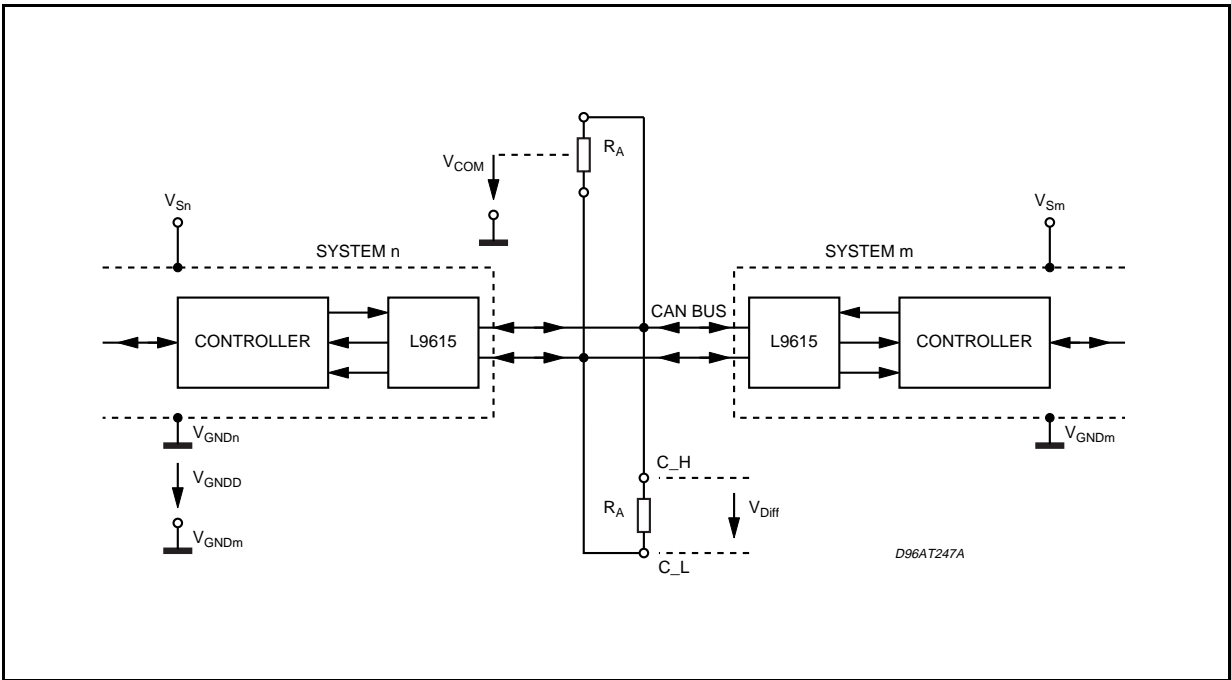 R_A
V_COM
V_Sn
V_Sm
SYSTEM n
SYSTEM m
CAN BUS
CONTROLLER
L9615
L9615
CONTROLLER
V_GNDn
V_GNDm
V_GNDD
V_GNDm
C_H
R_A
V_Diff
C_L
D96AT247A